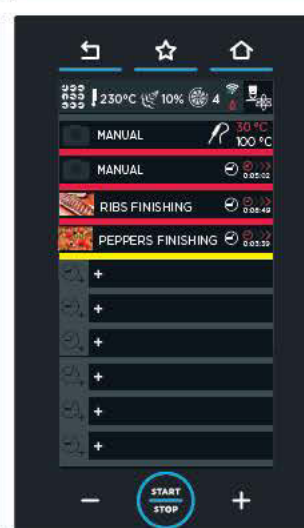 230°C 10% 4
MANUAL 30 °C
100 °C
MANUAL
0:05:02
RIBS FINISHING
0:05:49
PEPPERS FINISHING
0:03:39
+
+
+
+
+
+
− START +
STOP